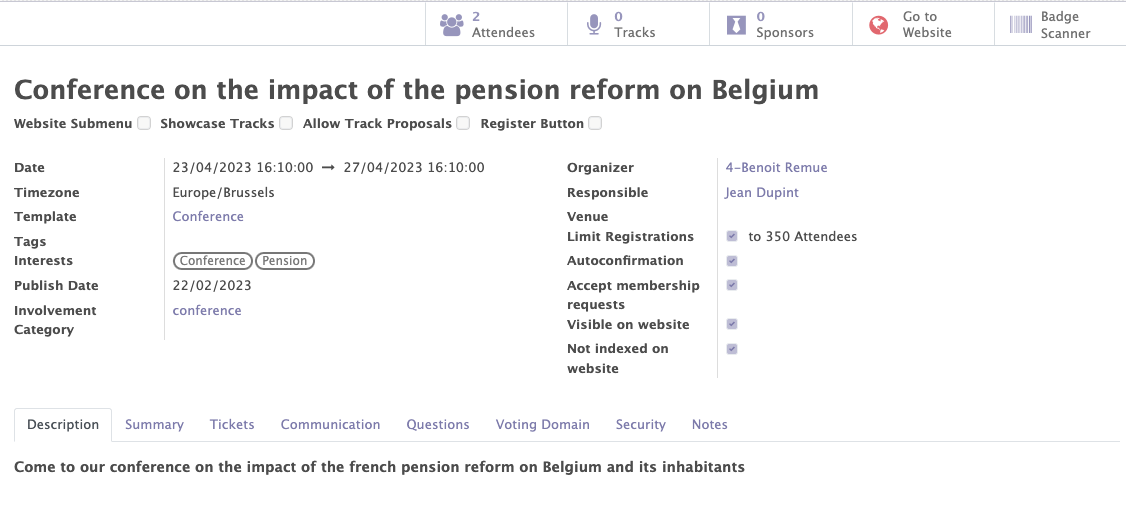 2 Attendees
0 Tracks
0 Sponsors
Go to Website
Badge Scanner
Conference on the impact of the pension reform on Belgium
Website Submenu Showcase Tracks Allow Track Proposals Register Button
Date 23/04/2023 16:10:00 → 27/04/2023 16:10:00
Timezone Europe/Brussels
Template Conference
Tags
Interests Conference Pension
Publish Date 22/02/2023
Involvement Category conference
Organizer 4-Benoit Remue
Responsible Jean Dupint
Venue
Limit Registrations to 350 Attendees
Autoconfirmation
Accept membership requests
Visible on website
Not indexed on website
Description Summary Tickets Communication Questions Voting Domain Security Notes
Come to our conference on the impact of the french pension reform on Belgium and its inhabitants